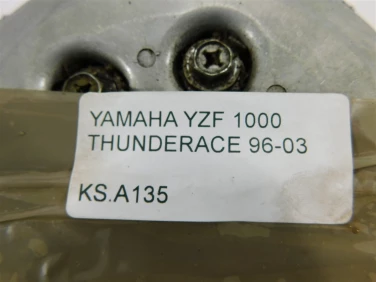 YAMAHA YZF 1000
THUNDERACE 96-03
KS.A135